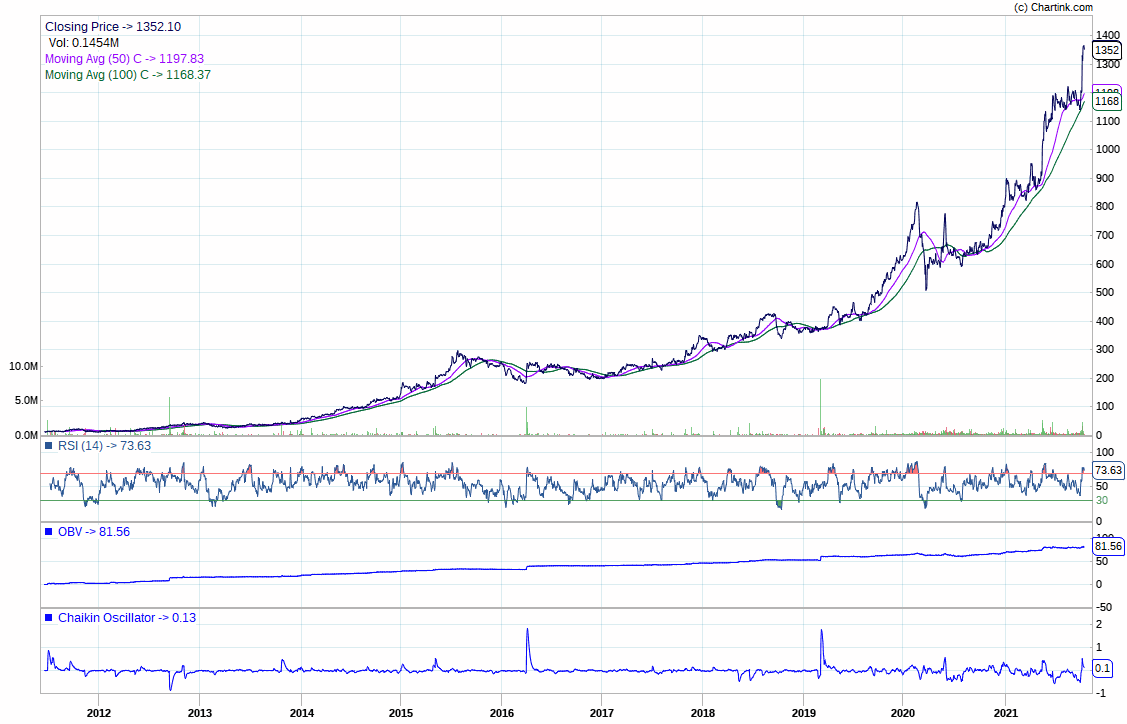 (c) Chartink.com
Closing Price -> 1352.10
Vol: 0.1454M
Moving Avg (50) C -> 1197.83
Moving Avg (100) C -> 1168.37
1400
1352
1300
1168
1100
1000
900
800
700
600
500
400
300
10.0M 200
5.0M 100
0.0M 0
RSI (14) -> 73.63
100
73.63
50
30
0
OBV -> 81.56
100
81.56
50
0
-50
Chaikin Oscillator -> 0.13
2
1
0.1
-1
2012 2013 2014 2015 2016 2017 2018 2019 2020 2021